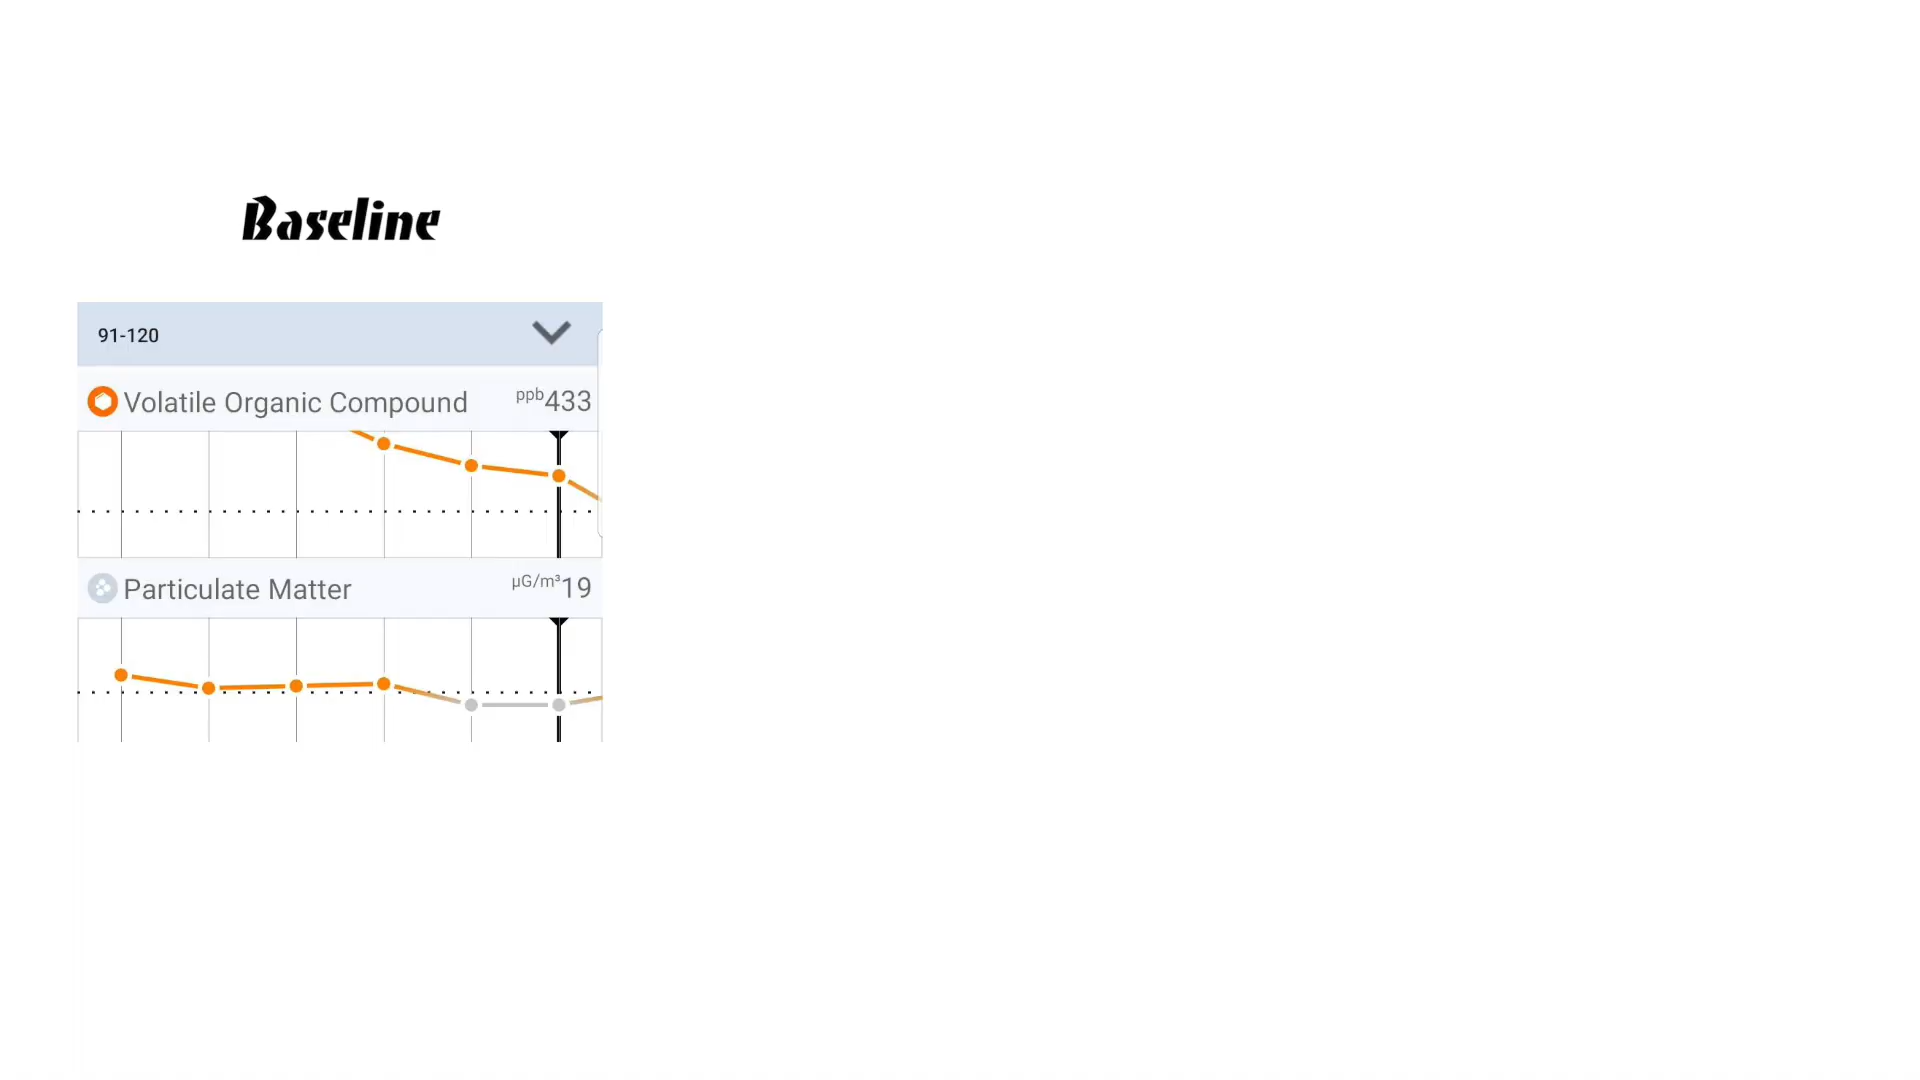 Baseline
91-120
Volatile Organic Compound ppb433
Particulate Matter µG/m³19